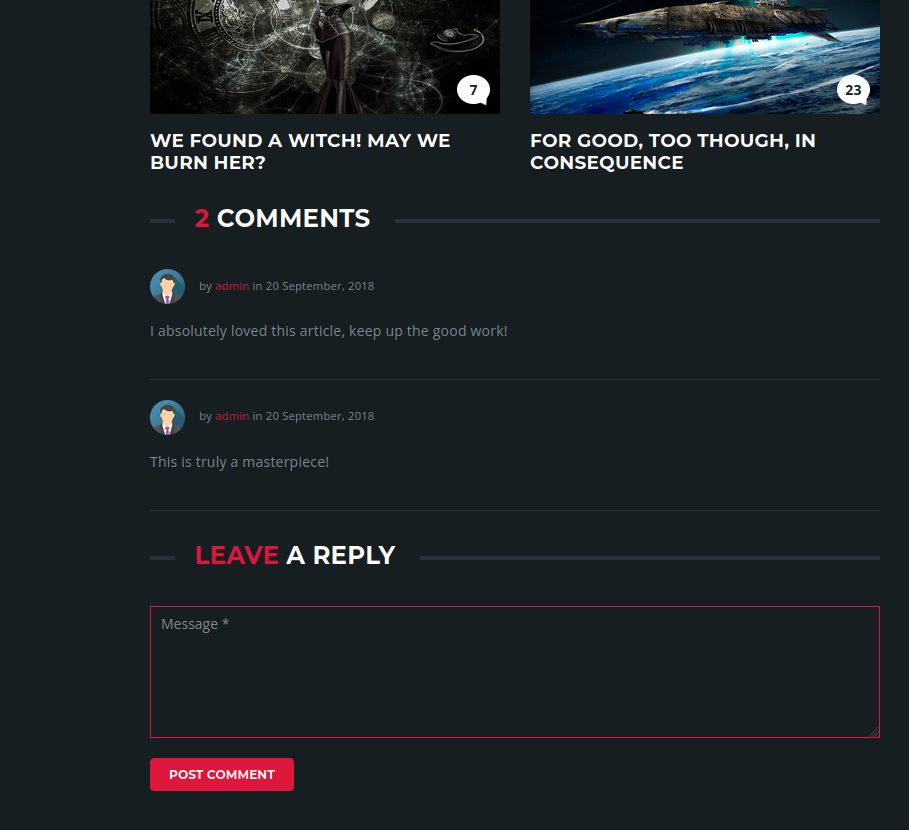 7
23
WE FOUND A WITCH! MAY WE
BURN HER?
FOR GOOD, TOO THOUGH, IN
CONSEQUENCE
2 COMMENTS
by admin in 20 September, 2018
I absolutely loved this article, keep up the good work!
by admin in 20 September, 2018
This is truly a masterpiece!
LEAVE A REPLY
Message *
POST COMMENT